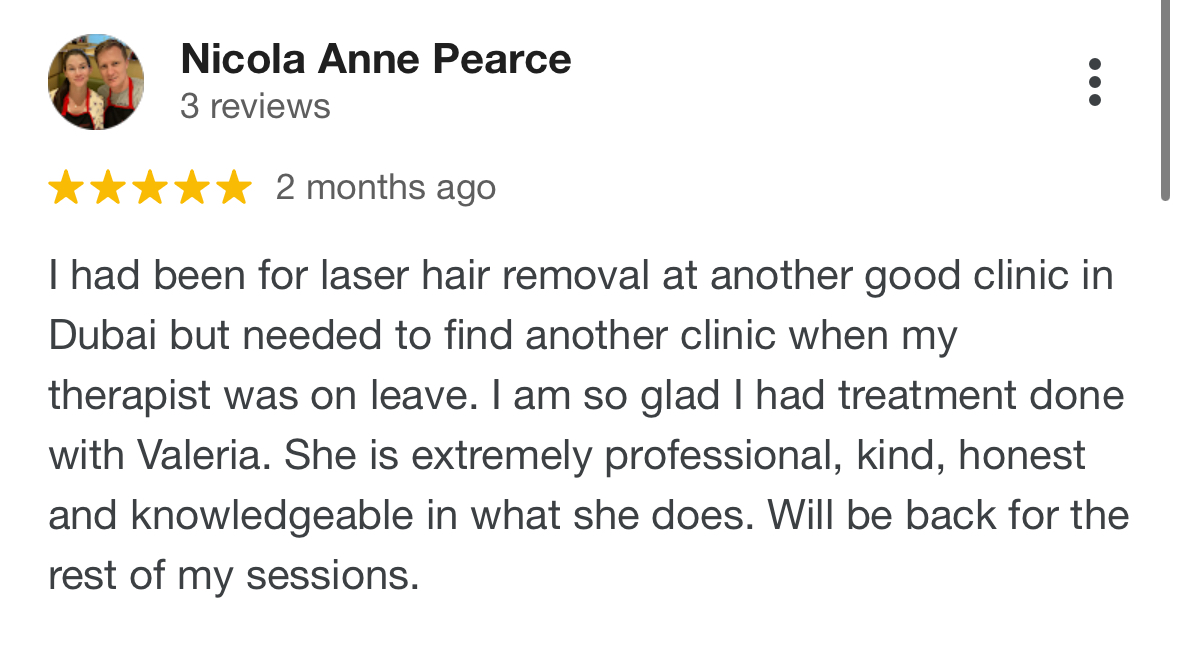 Nicola Anne Pearce
3 reviews
2 months ago
I had been for laser hair removal at another good clinic in
Dubai but needed to find another clinic when my
therapist was on leave. I am so glad I had treatment done
with Valeria. She is extremely professional, kind, honest
and knowledgeable in what she does. Will be back for the
rest of my sessions.